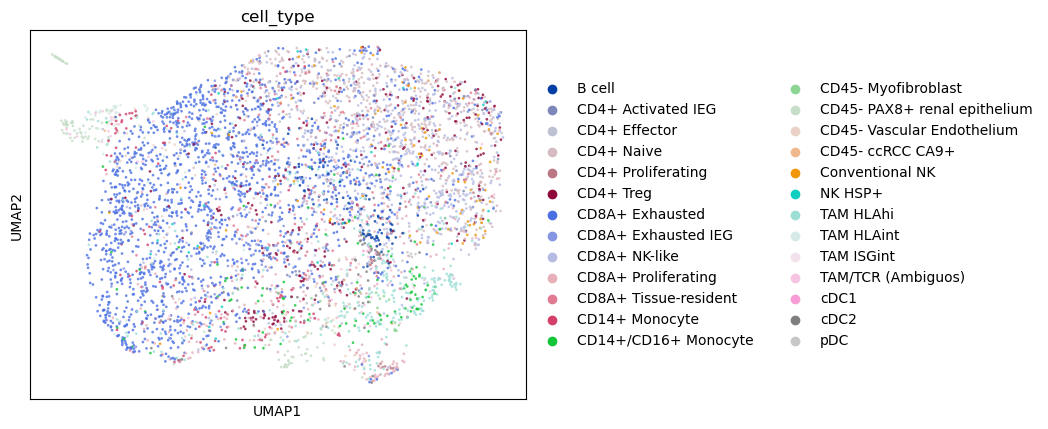 cell_type
UMAP2
UMAP1
B cell
CD4+ Activated IEG
CD4+ Effector
CD4+ Naive
CD4+ Proliferating
CD4+ Treg
CD8A+ Exhausted
CD8A+ Exhausted IEG
CD8A+ NK-like
CD8A+ Proliferating
CD8A+ Tissue-resident
CD14+ Monocyte
CD14+/CD16+ Monocyte
CD45- Myofibroblast
CD45- PAX8+ renal epithelium
CD45- Vascular Endothelium
CD45- ccRCC CA9+
Conventional NK
NK HSP+
TAM HLAhi
TAM HLAint
TAM ISGint
TAM/TCR (Ambiguos)
cDC1
cDC2
pDC